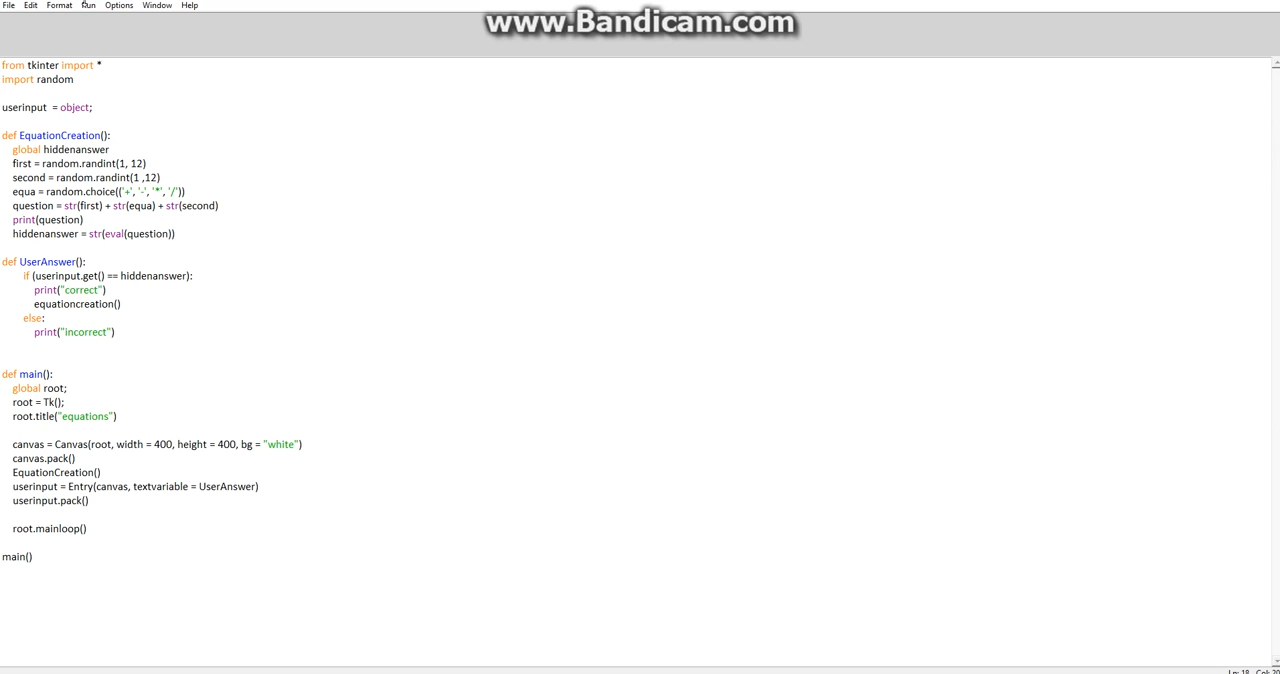 File Edit Format Run Options Window Help
www.Bandicam.com
from tkinter import *
import random
userinput  = object;
def EquationCreation():
global hiddenanswer
first = random.randint(1, 12)
second = random.randint(1 ,12)
equa = random.choice(('+', '-', '*', '/'))
question = str(first) + str(equa) + str(second)
print(question)
hiddenanswer = str(eval(question))
def UserAnswer():
if (userinput.get() == hiddenanswer):
print("correct")
equationcreation()
else:
print("incorrect")
def main():
global root;
root = Tk();
root.title("equations")
canvas = Canvas(root, width = 400, height = 400, bg = "white")
canvas.pack()
EquationCreation()
userinput = Entry(canvas, textvariable = UserAnswer)
userinput.pack()
root.mainloop()
main()